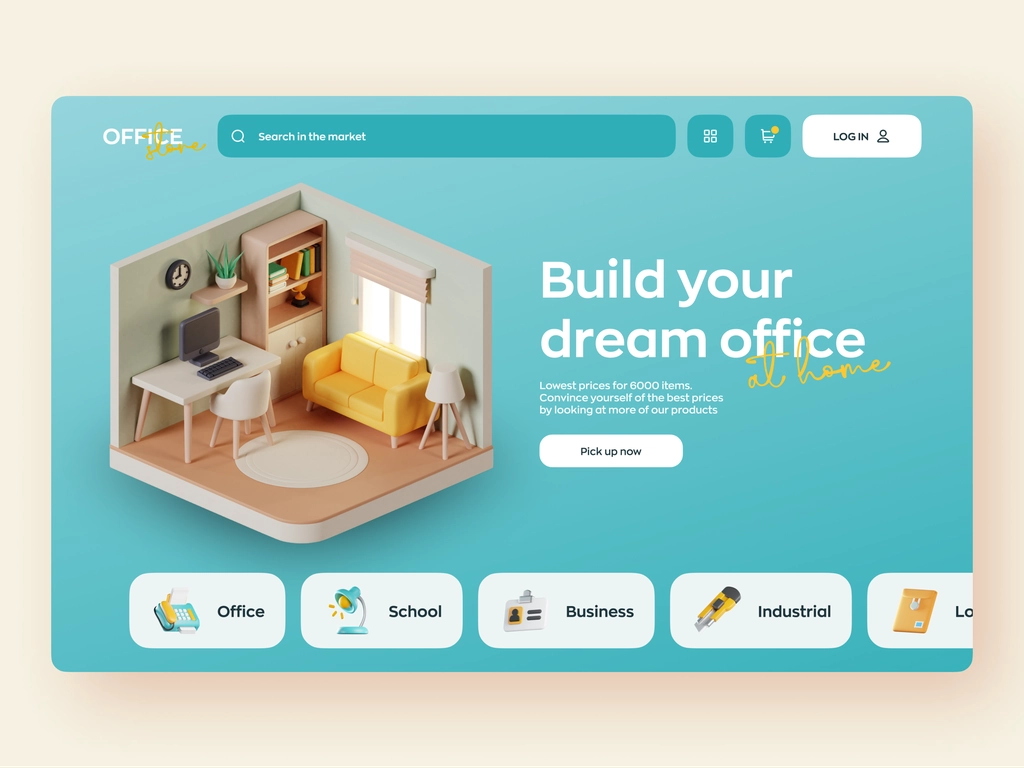 OFFICE
store
Search in the market
LOG IN
Build your
dream office
at home
Lowest prices for 6000 items.
Convince yourself of the best prices
by looking at more of our products
Pick up now
Office
School
Business
Industrial
Lo